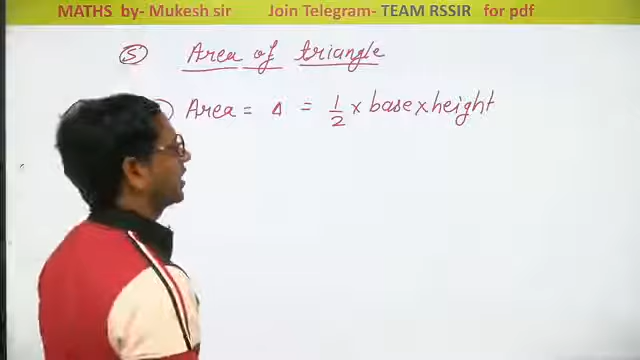 MATHS by- Mukesh sir Join Telegram- TEAM RSSIR for pdf
(5) Area of triangle
) Area = Δ = 1/2 x base x height